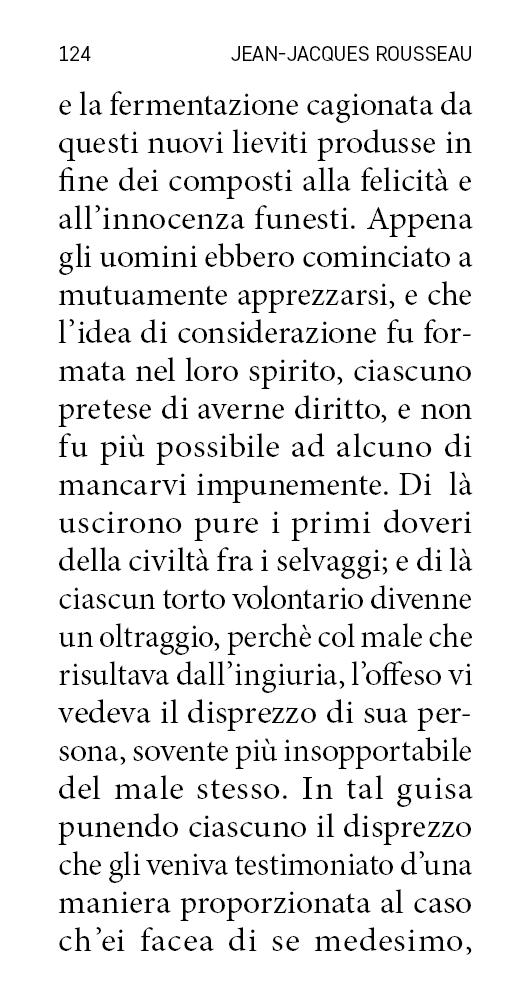 124 JEAN-JACQUES ROUSSEAU
e la fermentazione cagionata da
questi nuovi lieviti produsse in
fine dei composti alla felicità e
all’innocenza funesti. Appena
gli uomini ebbero cominciato a
mutuamente apprezzarsi, e che
l’idea di considerazione fu for-
mata nel loro spirito, ciascuno
pretese di averne diritto, e non
fu più possibile ad alcuno di
mancarvi impunemente. Di là
uscirono pure i primi doveri
della civiltà fra i selvaggi; e di là
ciascun torto volontario divenne
un oltraggio, perchè col male che
risultava dall’ingiuria, l’offeso vi
vedeva il disprezzo di sua per-
sona, sovente più insopportabile
del male stesso. In tal guisa
punendo ciascuno il disprezzo
che gli veniva testimoniato d’una
maniera proporzionata al caso
ch’ei facea di se medesimo,